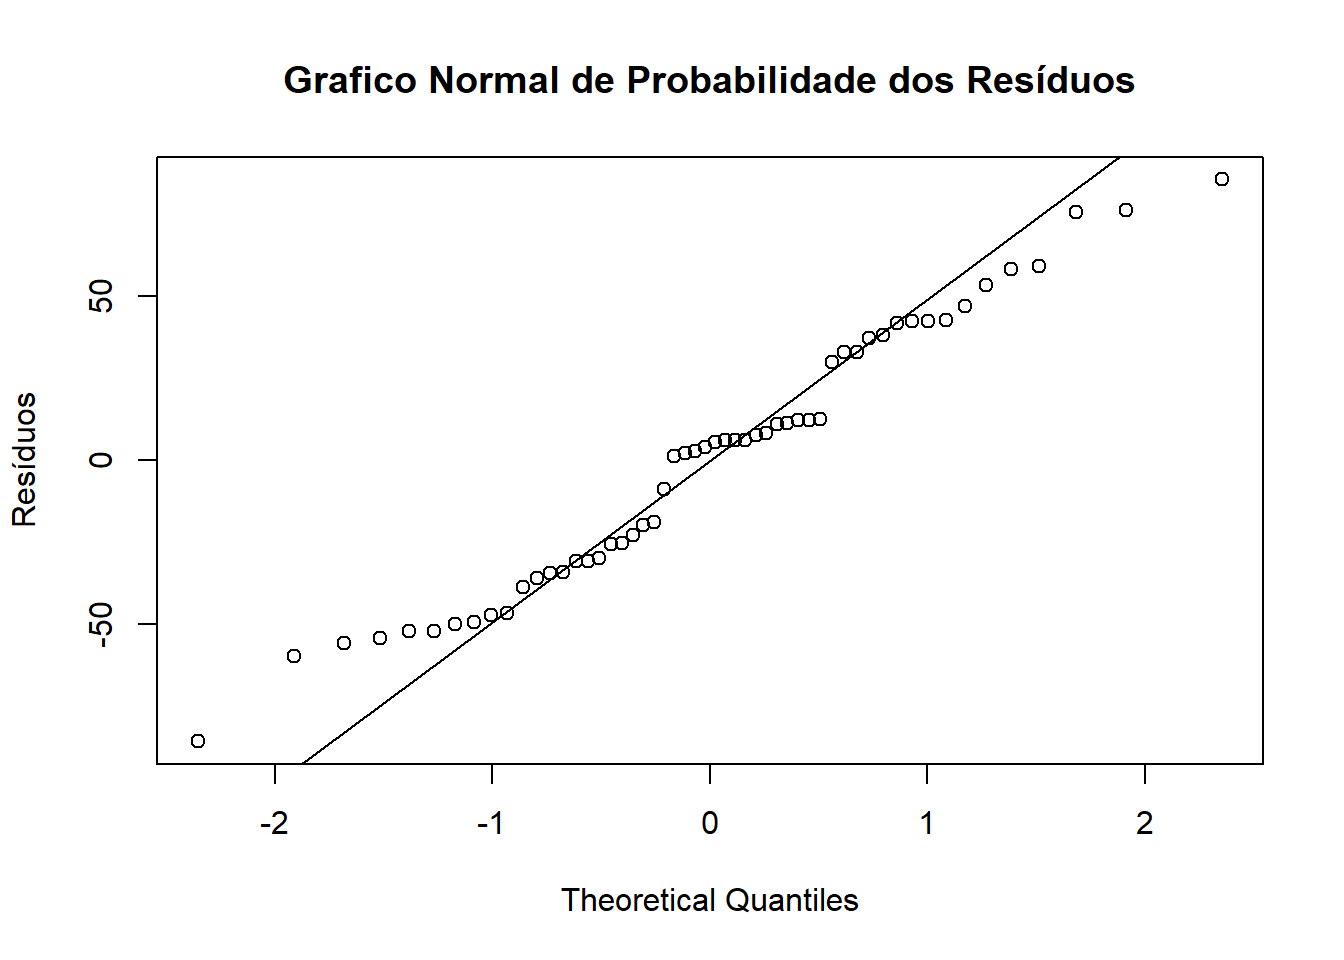 Grafico Normal de Probabilidade dos Resíduos
Resíduos
50
0
-50
-2 -1 0 1 2
Theoretical Quantiles